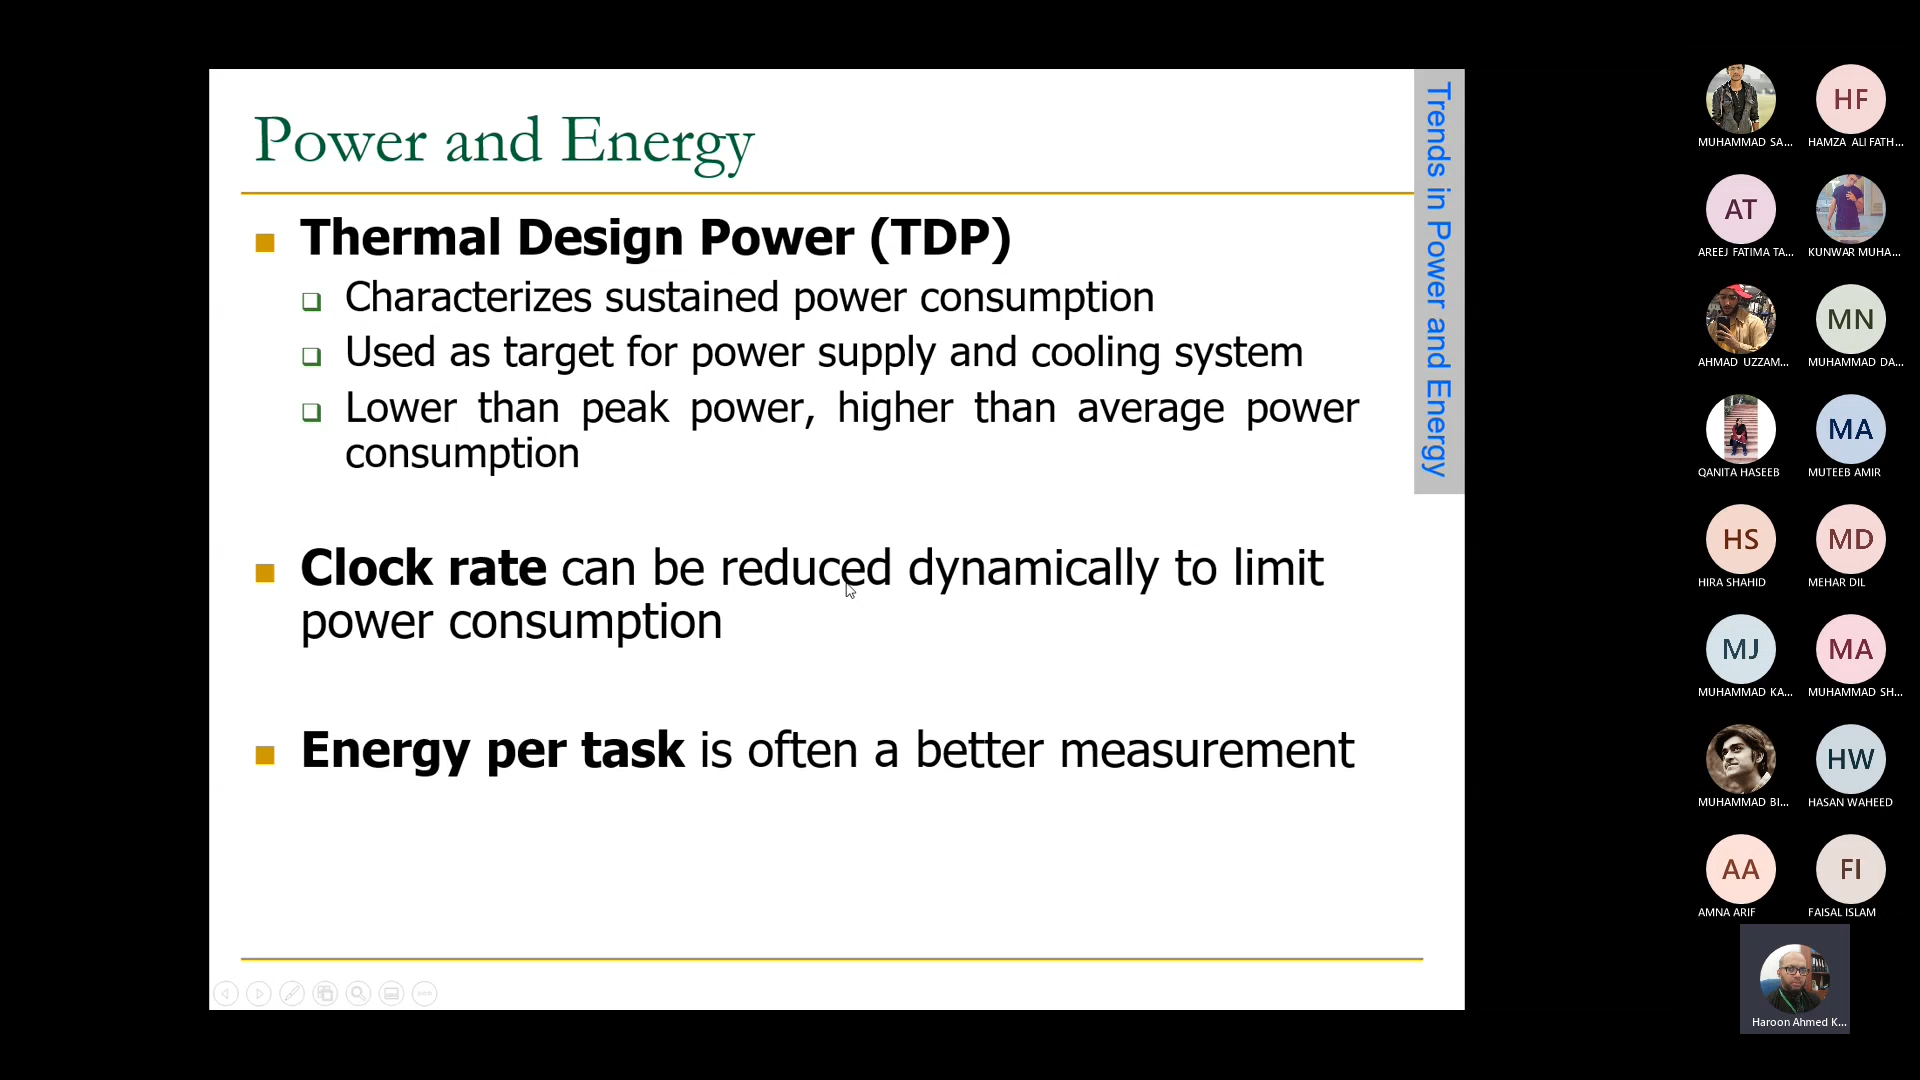 Power and Energy
Trends in Power and Energy
Thermal Design Power (TDP)
Characterizes sustained power consumption
Used as target for power supply and cooling system
Lower than peak power, higher than average power
consumption
Clock rate can be reduced dynamically to limit
power consumption
Energy per task is often a better measurement
HF
MUHAMMAD SA...
HAMZA ALI FATH...
AT
AREEJ FATIMA TA...
KUNWAR MUHA...
MN
AHMAD UZZAM...
MUHAMMAD DA...
MA
QANITA HASEEB
MUTEEB AMIR
HS
MD
HIRA SHAHID
MEHAR DIL
MJ
MA
MUHAMMAD KA...
MUHAMMAD SH...
HW
MUHAMMAD BI...
HASAN WAHEED
AA
FI
AMNA ARIF
FAISAL ISLAM
Haroon Ahmed K...